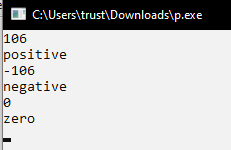 C:\Users\trust\Downloads\p.exe
106
positive
-106
negative
0
zero